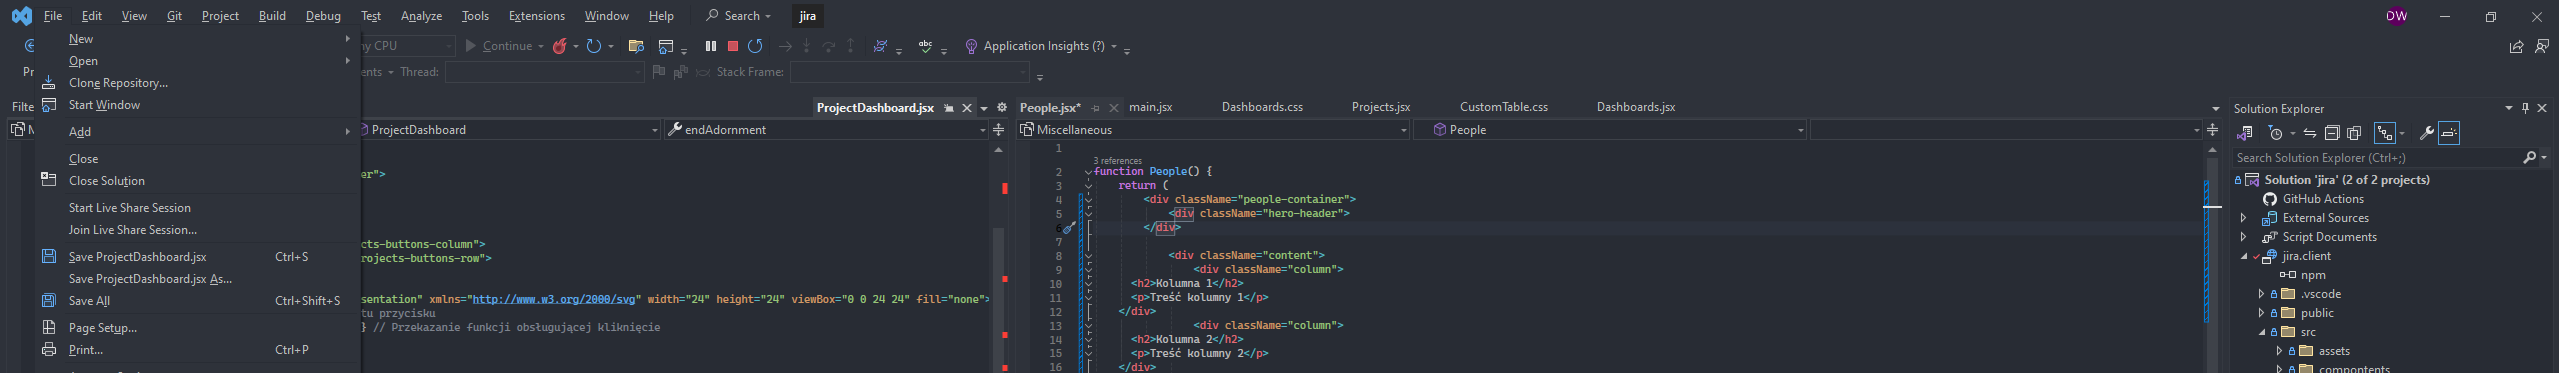 File Edit View Git Project Build Debug Test Analyze Tools Extensions Window Help Search jira DW
New
Open
Clone Repository...
Start Window
Add
Close
Close Solution
Start Live Share Session
Join Live Share Session...
Save ProjectDashboard.jsx Ctrl+S
Save ProjectDashboard.jsx As...
Save All Ctrl+Shift+S
Page Setup...
Print... Ctrl+P
ny CPU Continue abc Application Insights (?)
Pr ents Thread: Stack Frame:
Filte ProjectDashboard.jsx
M ProjectDashboard endAdornment
er">
cts-buttons-column">
rojects-buttons-row">
sentation" xmlns="http://www.w3.org/2000/svg" width="24" height="24" viewBox="0 0 24 24" fill="none">
tu przycisku
} // Przekazanie funkcji obsługującej kliknięcie
People.jsx* main.jsx Dashboards.css Projects.jsx CustomTable.css Dashboards.jsx
Miscellaneous People
1
3 references
2 function People() {
3 return (
4 <div className="people-container">
5 <div className="hero-header">
6 </div>
7
8 <div className="content">
9 <div className="column">
10 <h2>Kolumna 1</h2>
11 <p>Treść kolumny 1</p>
12 </div>
13 <div className="column">
14 <h2>Kolumna 2</h2>
15 <p>Treść kolumny 2</p>
16 </div>
Solution Explorer
Search Solution Explorer (Ctrl+;)
Solution 'jira' (2 of 2 projects)
GitHub Actions
External Sources
Script Documents
jira.client
npm
.vscode
public
src
assets
compontents